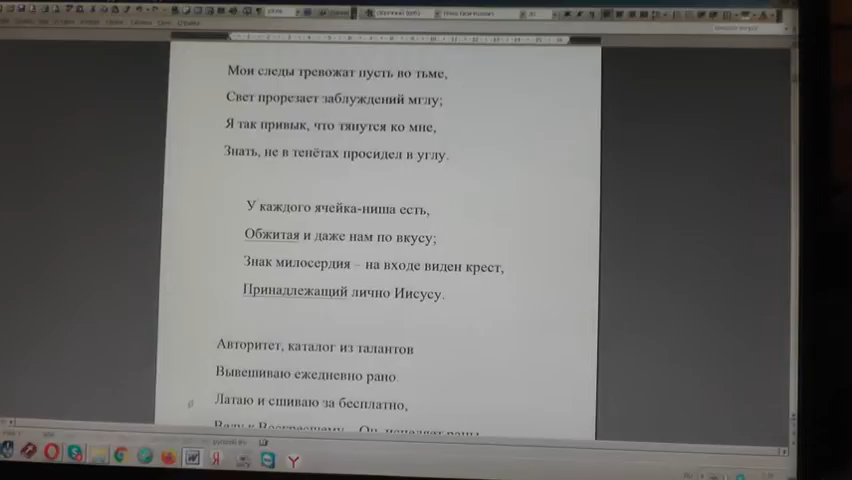 Мои следы тревожат пусть во тьме,
Свет прорезает заблуждений мглу;
Я так привык, что тянутся ко мне,
Знать, не в тенётах просидел в углу.
У каждого ячейка-ниша есть,
Обжитая и даже нам по вкусу;
Знак милосердия – на входе виден крест,
Принадлежащий лично Иисусу.
Авторитет, каталог из талантов
Вывешиваю ежедневно рано
Латаю и сшиваю за бесплатно,